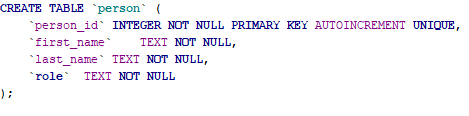 CREATE TABLE `person` (
    `person_id` INTEGER NOT NULL PRIMARY KEY AUTOINCREMENT UNIQUE,
    `first_name`    TEXT NOT NULL,
    `last_name` TEXT NOT NULL,
    `role`  TEXT NOT NULL
);